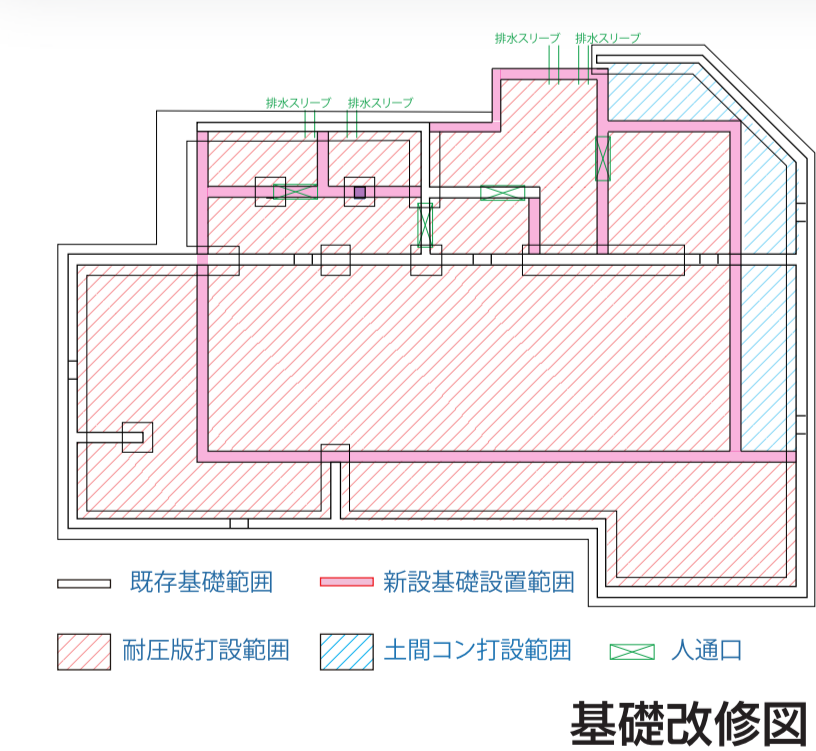 排水スリーブ 排水スリーブ
排水スリーブ 排水スリーブ
既存基礎範囲 新設基礎設置範囲
耐圧版打設範囲 土間コン打設範囲 人通口
基礎改修図